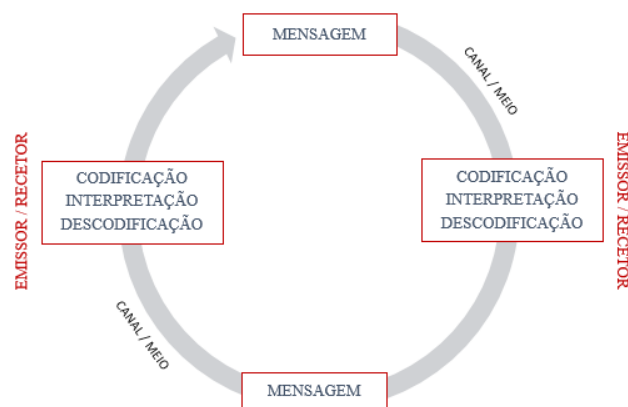 MENSAGEM
CANAL / MEIO
EMISSOR / RECETOR
CODIFICAÇÃO
INTERPRETAÇÃO
DESCODIFICAÇÃO
CODIFICAÇÃO
INTERPRETAÇÃO
DESCODIFICAÇÃO
EMISSOR / RECETOR
CANAL / MEIO
MENSAGEM